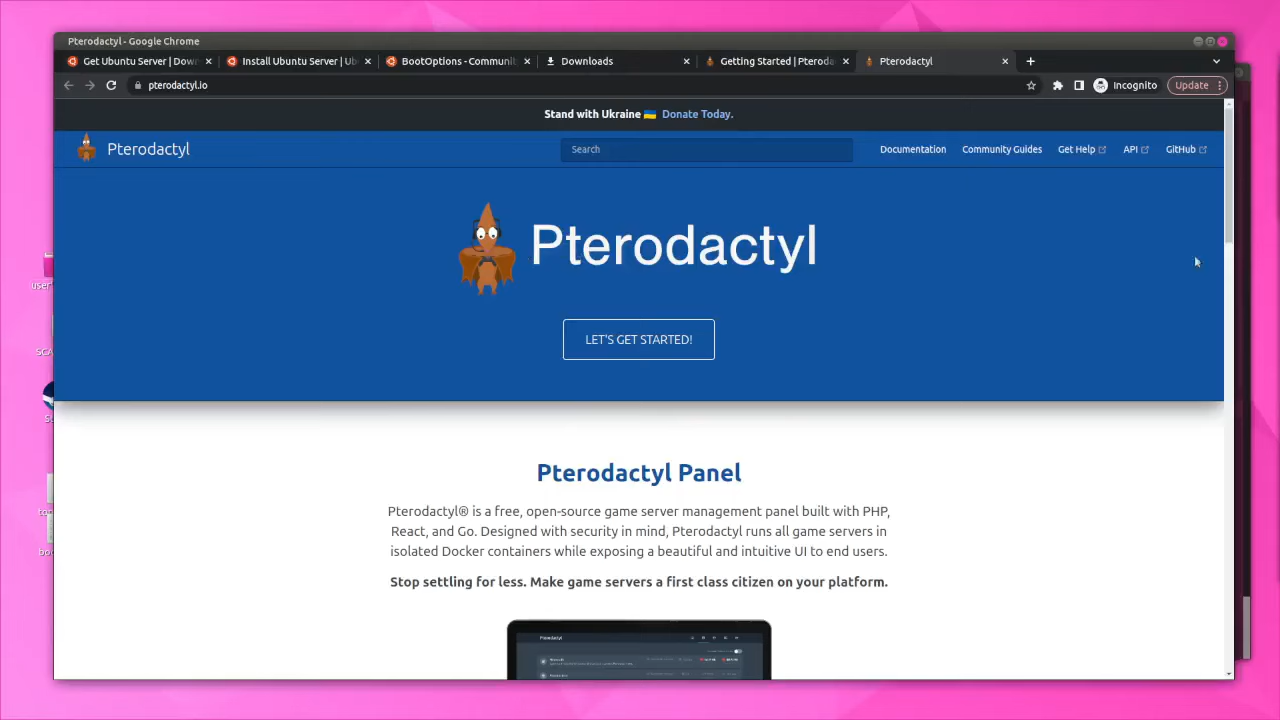 Pterodactyl - Google Chrome
Get Ubuntu Server | Dow
Install Ubuntu Server | Ub
BootOptions - Communi
Downloads
Getting Started | Pteroda
Pterodactyl
pterodactyl.io
Incognito
Update
Stand with Ukraine 🇺🇦 Donate Today.
Pterodactyl
Search
Documentation
Community Guides
Get Help
API
GitHub
Pterodactyl
LET'S GET STARTED!
Pterodactyl Panel
Pterodactyl® is a free, open-source game server management panel built with PHP,
React, and Go. Designed with security in mind, Pterodactyl runs all game servers in
isolated Docker containers while exposing a beautiful and intuitive UI to end users.
Stop settling for less. Make game servers a first class citizen on your platform.
Pterodactyl
user
SCA